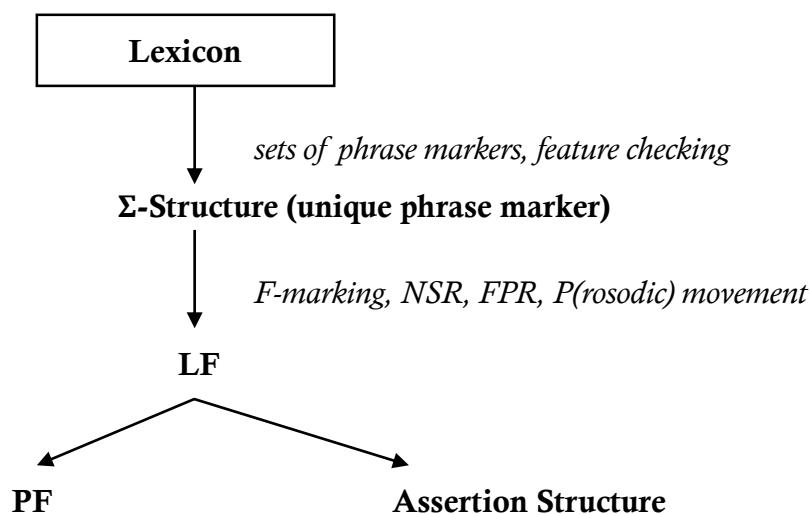 Lexicon
sets of phrase markers, feature checking
Σ-Structure (unique phrase marker)
F-marking, NSR, FPR, P(rosodic) movement
LF
PF Assertion Structure